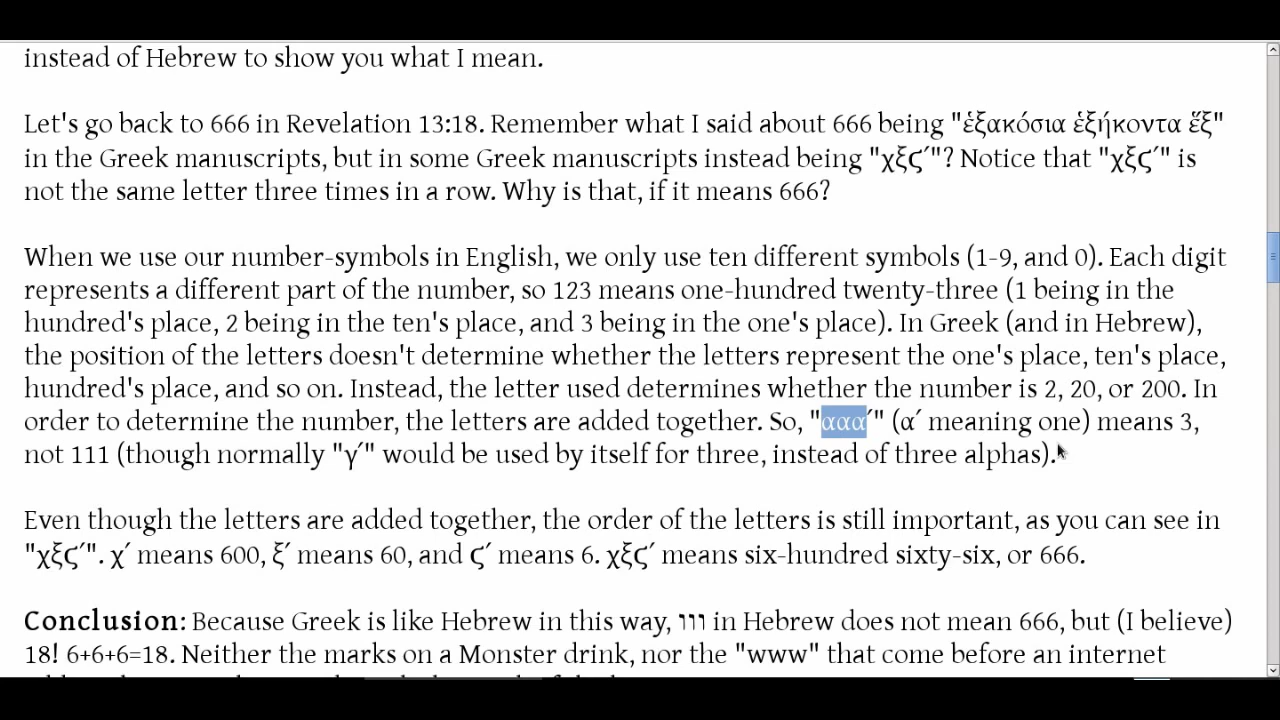 instead of Hebrew to show you what I mean.
Let's go back to 666 in Revelation 13:18. Remember what I said about 666 being "ἑξακόσια ἑξήκοντα ἕξ"
in the Greek manuscripts, but in some Greek manuscripts instead being "χξϛ´"? Notice that "χξϛ´" is
not the same letter three times in a row. Why is that, if it means 666?
When we use our number-symbols in English, we only use ten different symbols (1-9, and 0). Each digit
represents a different part of the number, so 123 means one-hundred twenty-three (1 being in the
hundred's place, 2 being in the ten's place, and 3 being in the one's place). In Greek (and in Hebrew),
the position of the letters doesn't determine whether the letters represent the one's place, ten's place,
hundred's place, and so on. Instead, the letter used determines whether the number is 2, 20, or 200. In
order to determine the number, the letters are added together. So, "ααα´" (α´ meaning one) means 3,
not 111 (though normally "γ´" would be used by itself for three, instead of three alphas).
Even though the letters are added together, the order of the letters is still important, as you can see in
"χξϛ´". χ´ means 600, ξ´ means 60, and ϛ´ means 6. χξϛ´ means six-hundred sixty-six, or 666.
Conclusion: Because Greek is like Hebrew in this way, ווו in Hebrew does not mean 666, but (I believe)
18! 6+6+6=18. Neither the marks on a Monster drink, nor the "www" that come before an internet